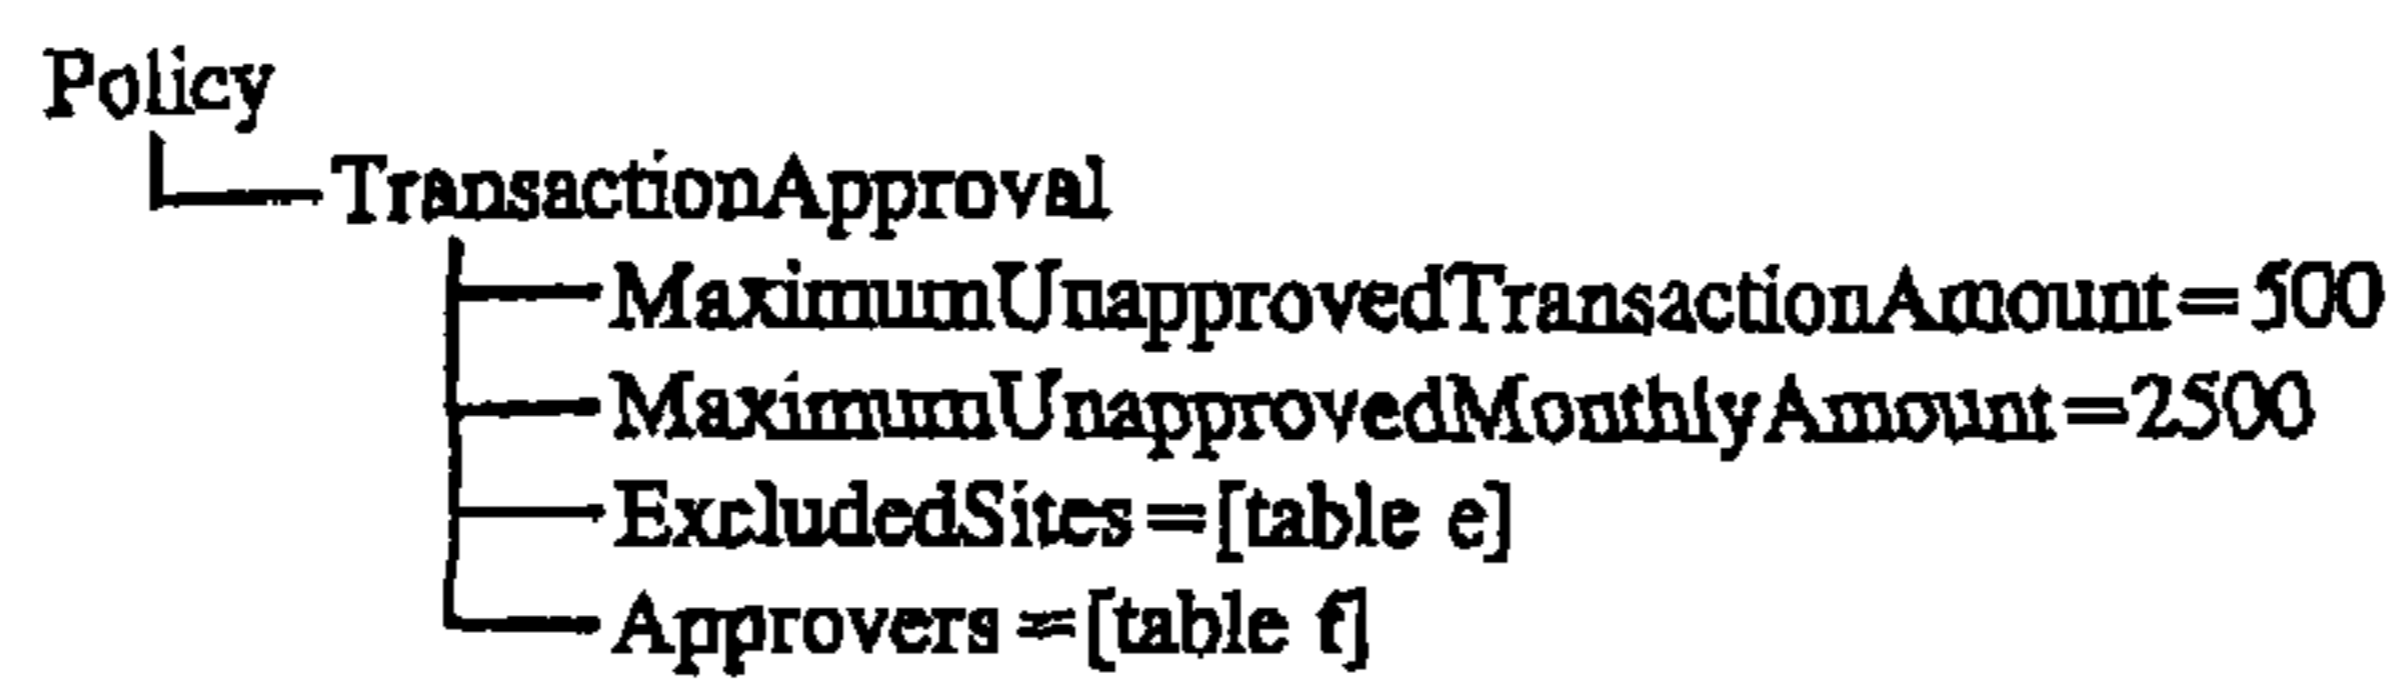 Policy
TransactionApproval
MaximumUnapprovedTransactionAmount=500
MaximumUnapprovedMonthlyAmount=2500
ExcludedSites=[table e]
Approvers=[table f]